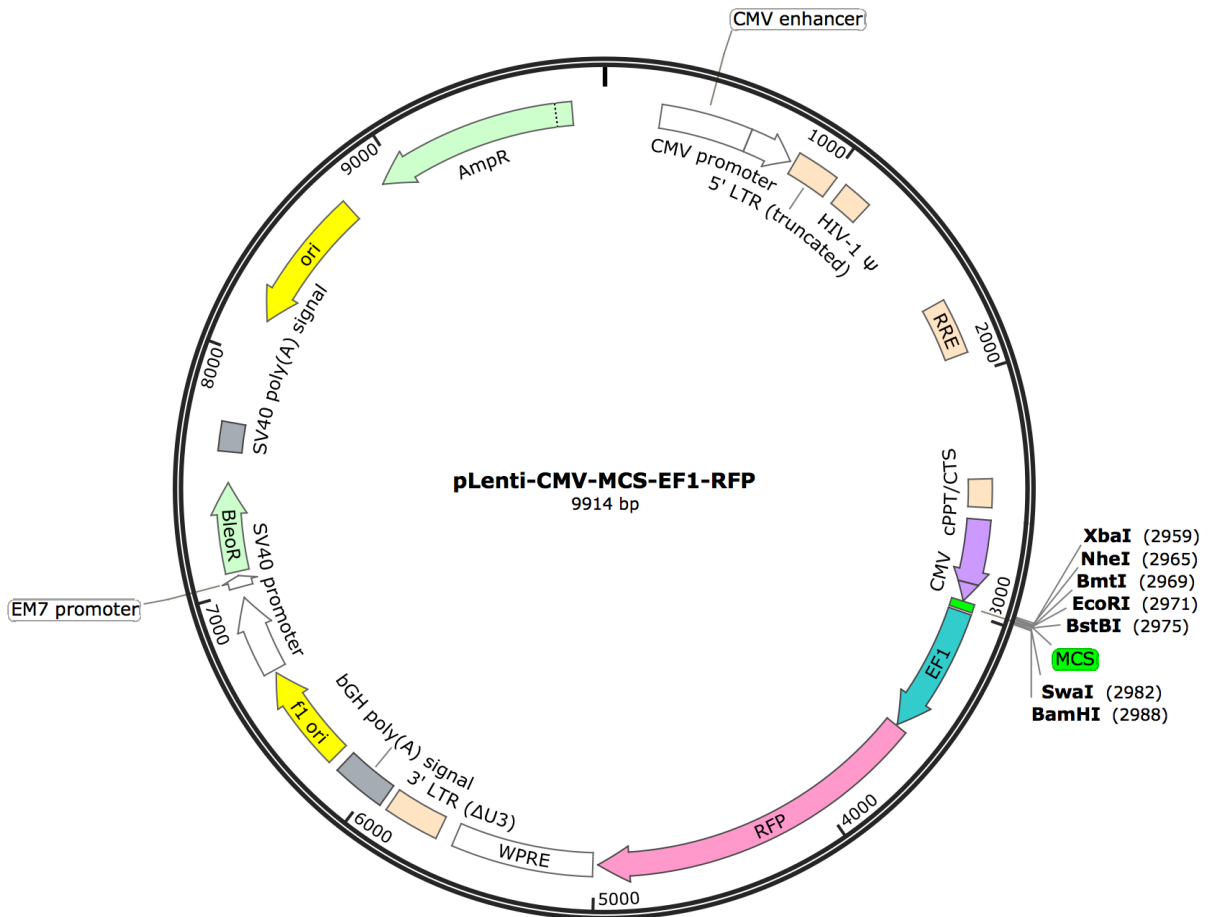 CMV enhancer
CMV promoter
5' LTR (truncated)
HIV-1 Ψ
1000
RRE
2000
cPPT/CTS
CMV
3000
XbaI (2959)
NheI (2965)
BmtI (2969)
EcoRI (2971)
BstBI (2975)
MCS
SwaI (2982)
BamHI (2988)
EF1
RFP
4000
5000
WPRE
3' LTR (ΔU3)
bGH poly(A) signal
6000
f1 ori
SV40 promoter
7000
EM7 promoter
BleoR
SV40 poly(A) signal
8000
ori
9000
AmpR
pLenti-CMV-MCS-EF1-RFP
9914 bp